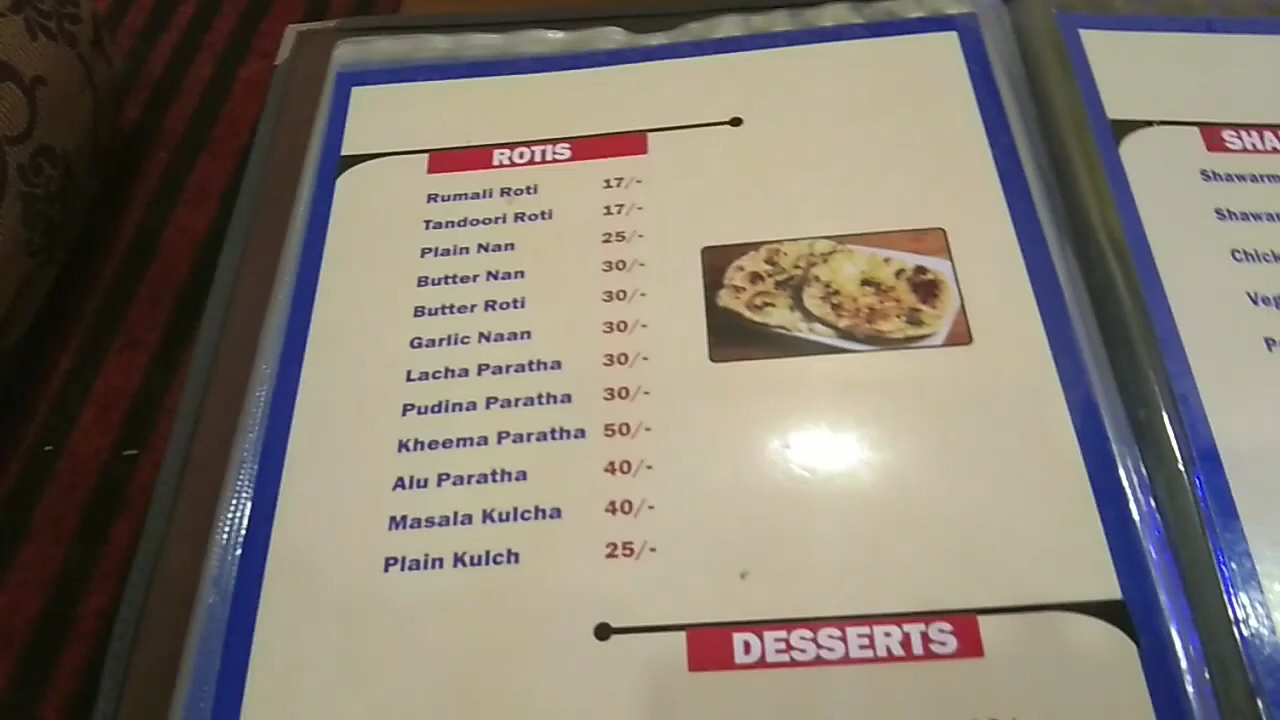 ROTIS
Rumali Roti 17/-
Tandoori Roti 17/-
Plain Nan 25/-
Butter Nan 30/-
Butter Roti 30/-
Garlic Naan 30/-
Lacha Paratha 30/-
Pudina Paratha 30/-
Kheema Paratha 50/-
Alu Paratha 40/-
Masala Kulcha 40/-
Plain Kulch 25/-
DESSERTS